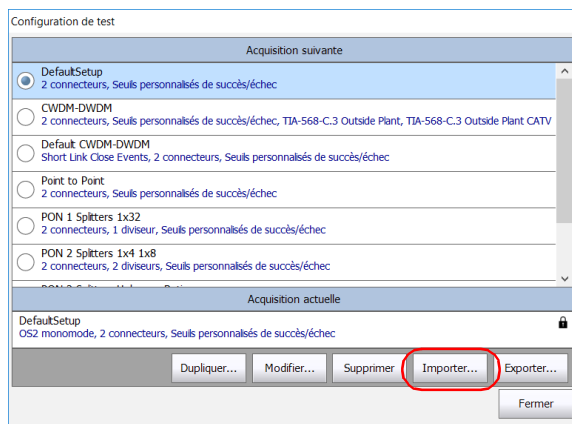 Configuration de test
Acquisition suivante
DefaultSetup
2 connecteurs, Seuils personnalisés de succès/échec
CWDM-DWDM
2 connecteurs, Seuils personnalisés de succès/échec, TIA-568-C.3 Outside Plant, TIA-568-C.3 Outside Plant CATV
Default CWDM-DWDM
Short Link Close Events, 2 connecteurs, Seuils personnalisés de succès/échec
Point to Point
2 connecteurs, Seuils personnalisés de succès/échec
PON 1 Splitters 1x32
2 connecteurs, 1 diviseur, Seuils personnalisés de succès/échec
PON 2 Splitters 1x4 1x8
2 connecteurs, 2 diviseurs, Seuils personnalisés de succès/échec
Acquisition actuelle
DefaultSetup
OS2 monomode, 2 connecteurs, Seuils personnalisés de succès/échec
Dupliquer... Modifier... Supprimer Importer... Exporter...
Fermer